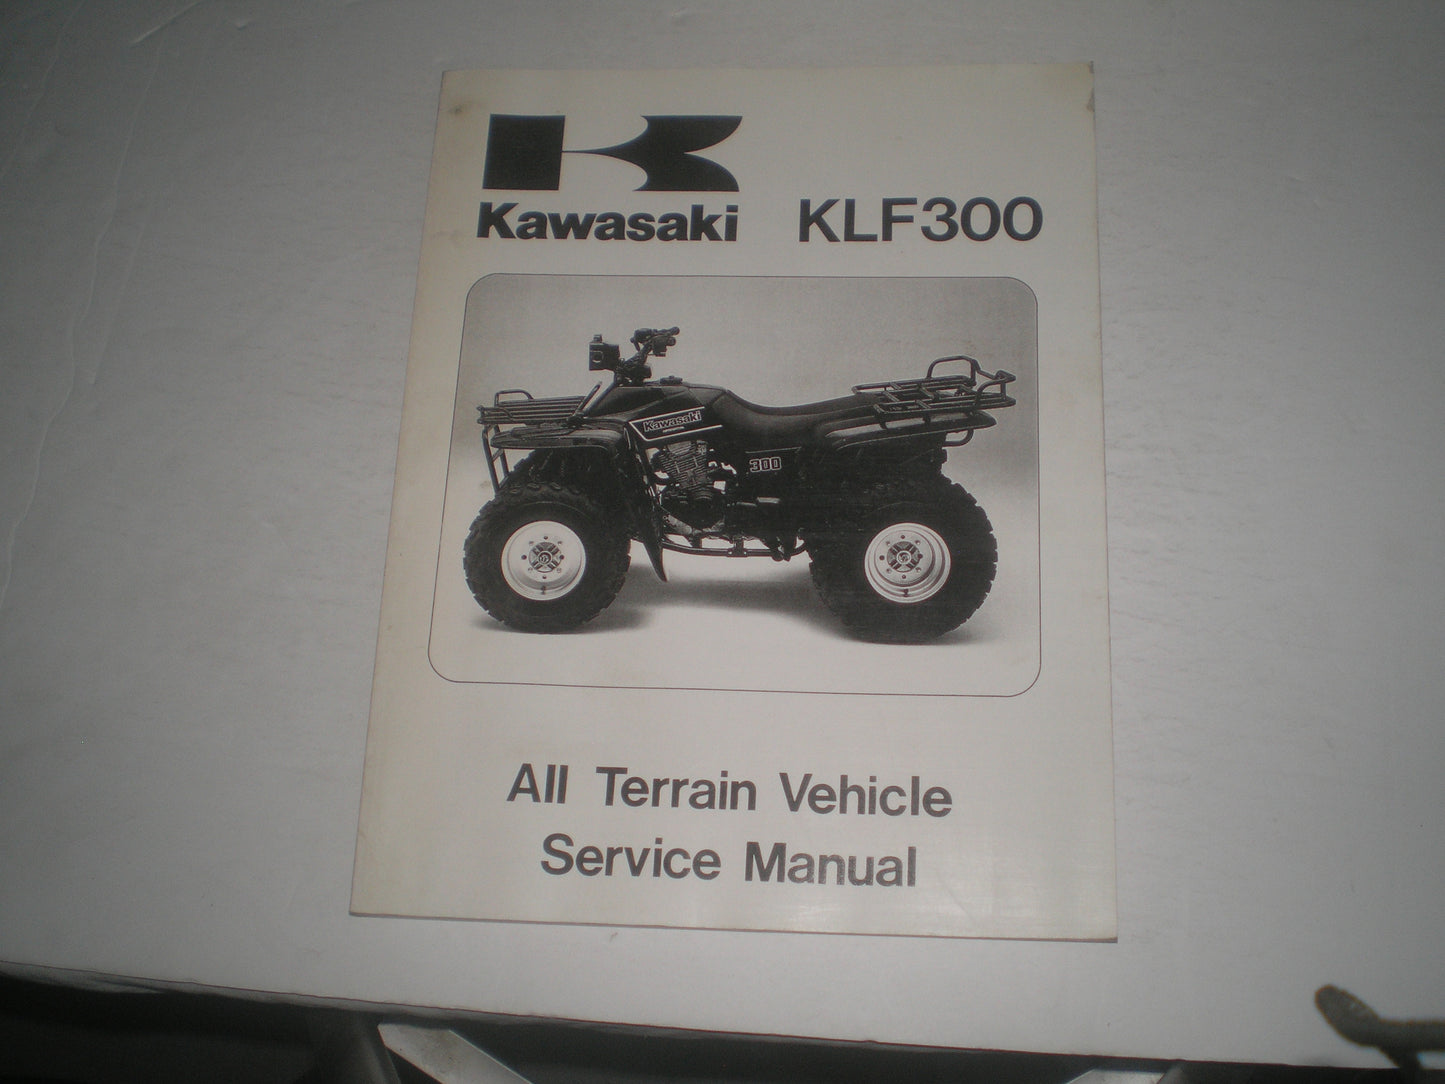 Kawasaki KLF300
Kawasaki
300
All Terrain Vehicle
Service Manual